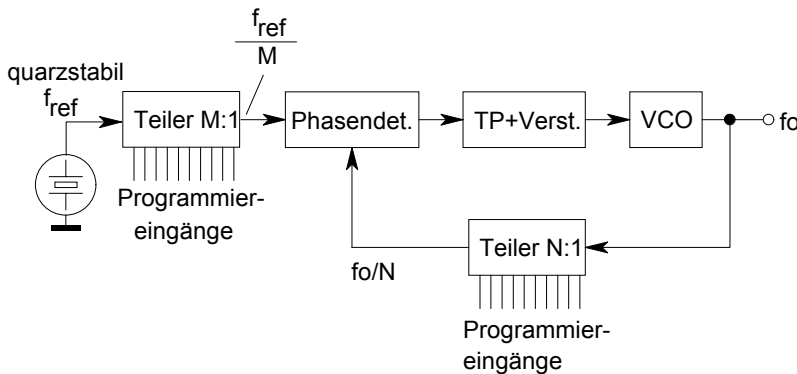 f_ref
M
quarzstabil
f_ref
Teiler M:1
Phasendet.
TP+Verst.
VCO
fo
Programmier-
eingänge
fo/N
Teiler N:1
Programmier-
eingänge